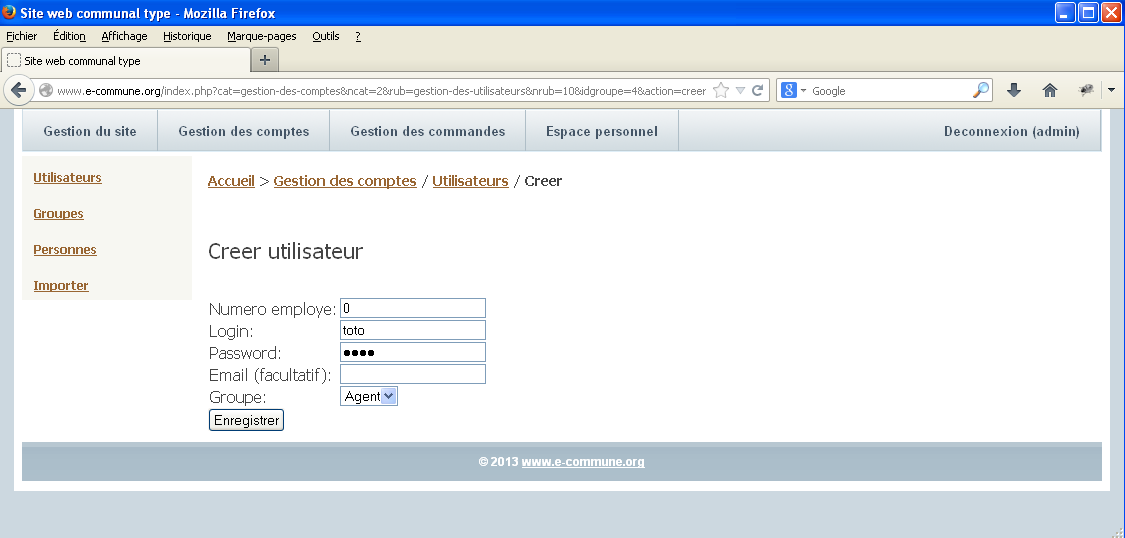 Site web communal type - Mozilla Firefox
Fichier Édition Affichage Historique Marque-pages Outils ?
Site web communal type
www.e-commune.org/index.php?cat=gestion-des-comptes&ncat=2&rub=gestion-des-utilisateurs&nrub=10&idgroupe=4&action=creer Google
Gestion du site Gestion des comptes Gestion des commandes Espace personnel Deconnexion (admin)
Utilisateurs
Groupes
Personnes
Importer
Accueil > Gestion des comptes / Utilisateurs / Creer
Creer utilisateur
Numero employe: 0
Login: toto
Password: ●●●●
Email (facultatif):
Groupe: Agent
Enregistrer
© 2013 www.e-commune.org